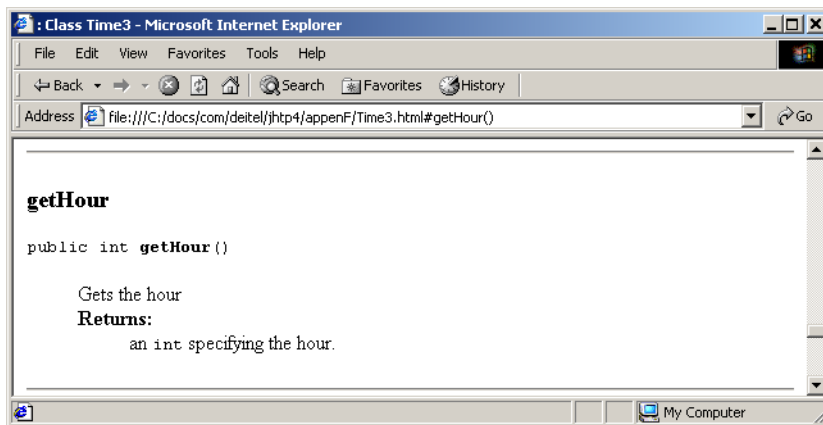 : Class Time3 - Microsoft Internet Explorer
File Edit View Favorites Tools Help
Back Search Favorites History
Address file:///C:/docs/com/deitel/jhtp4/appenF/Time3.html#getHour() Go
getHour
public int getHour()
Gets the hour
Returns:
an int specifying the hour.
My Computer